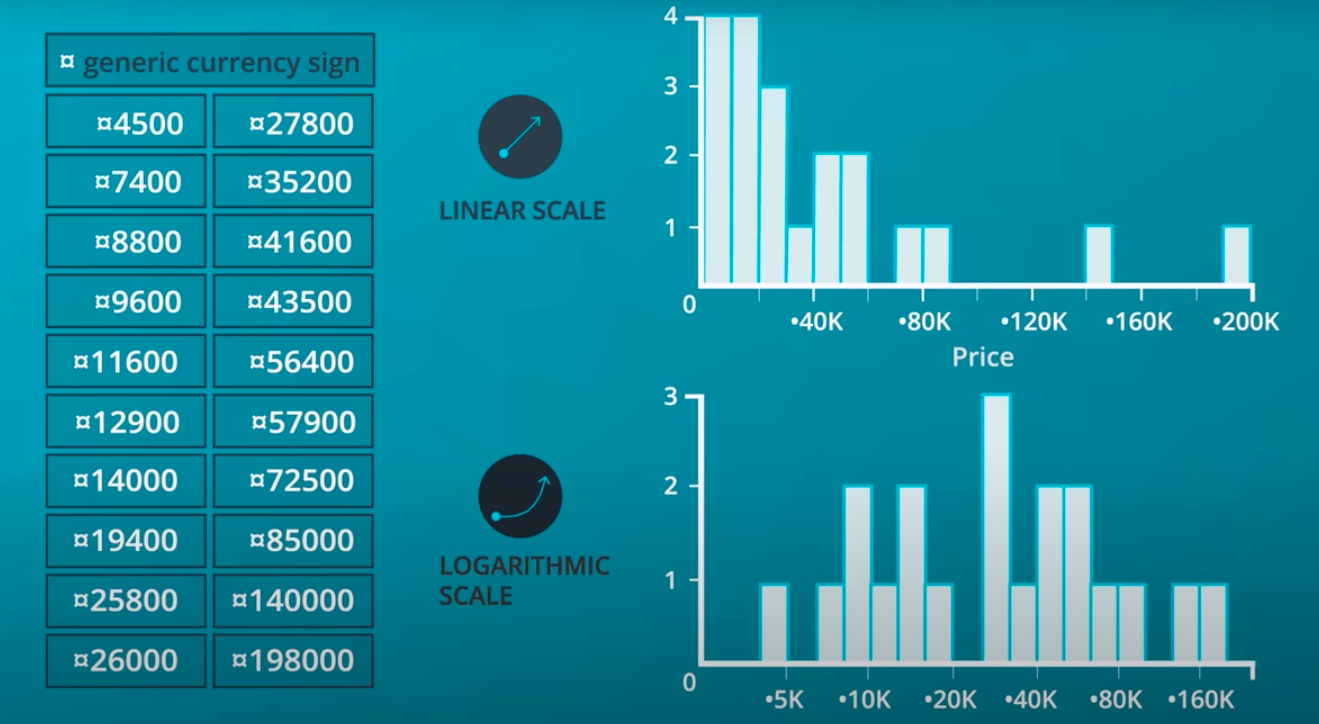 ¤ generic currency sign
¤4500 ¤27800
¤7400 ¤35200
¤8800 ¤41600
¤9600 ¤43500
¤11600 ¤56400
¤12900 ¤57900
¤14000 ¤72500
¤19400 ¤85000
¤25800 ¤140000
¤26000 ¤198000
LINEAR SCALE
LOGARITHMIC
SCALE
4
3
2
1
0
•40K •80K •120K •160K •200K
Price
3
2
1
0
•5K •10K •20K •40K •80K •160K